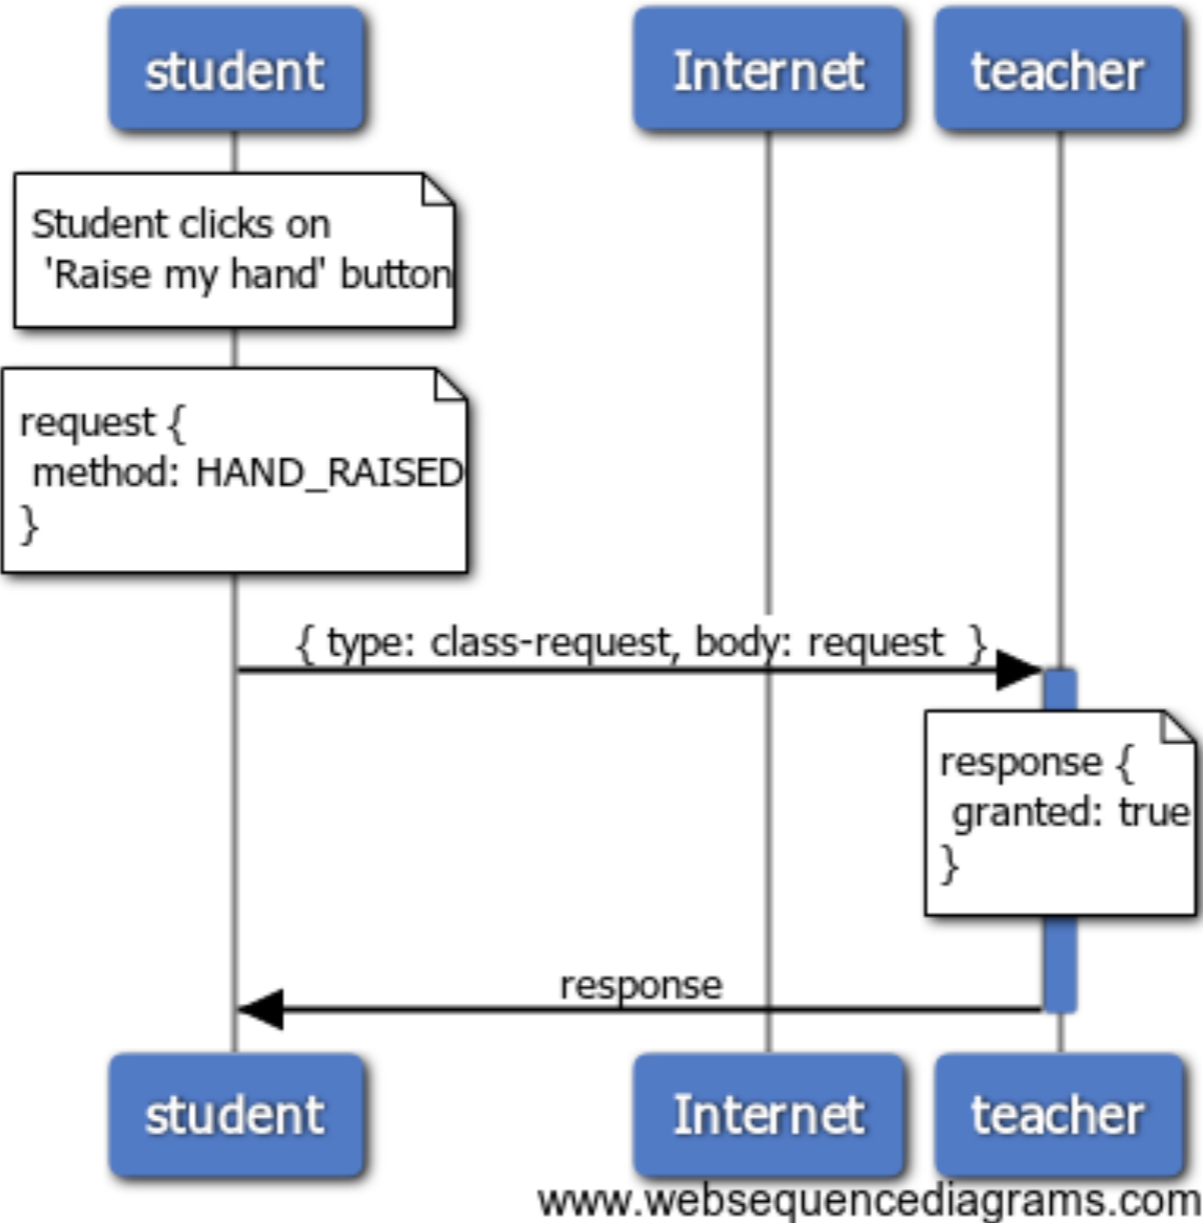 student
Internet
teacher
Student clicks on
'Raise my hand' button
request {
method: HAND_RAISED
}
{ type: class-request, body: request }
response {
granted: true
}
response
student
Internet
teacher
www.websequencediagrams.com